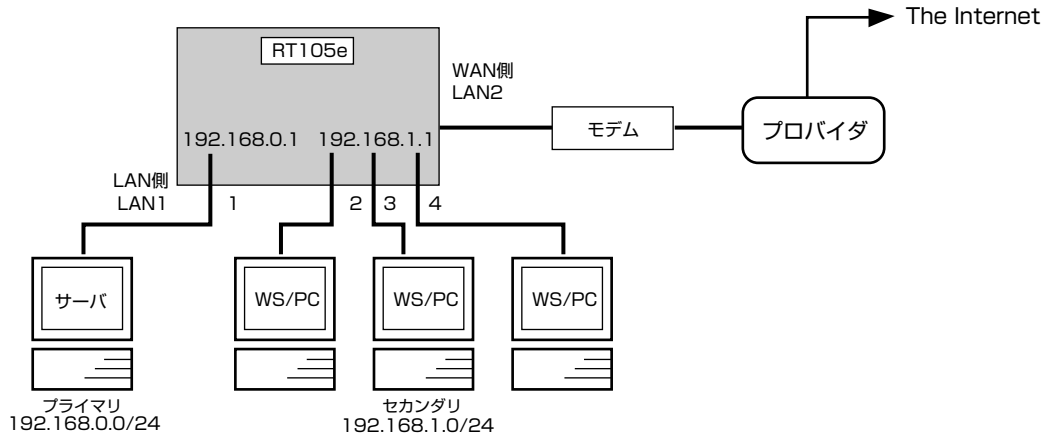 The Internet
RT105e
WAN側
LAN2
モデム
プロバイダ
192.168.0.1
192.168.1.1
LAN側
LAN1
1
2
3
4
サーバ
WS/PC
WS/PC
WS/PC
プライマリ
192.168.0.0/24
セカンダリ
192.168.1.0/24